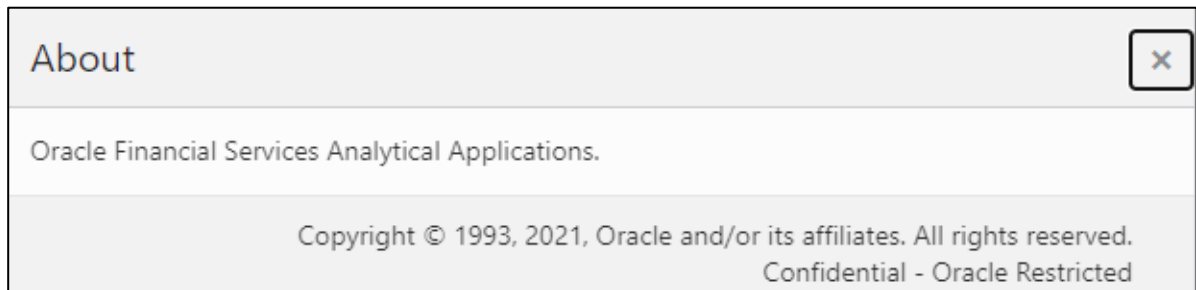 About
Oracle Financial Services Analytical Applications.
Copyright © 1993, 2021, Oracle and/or its affiliates. All rights reserved.
Confidential - Oracle Restricted